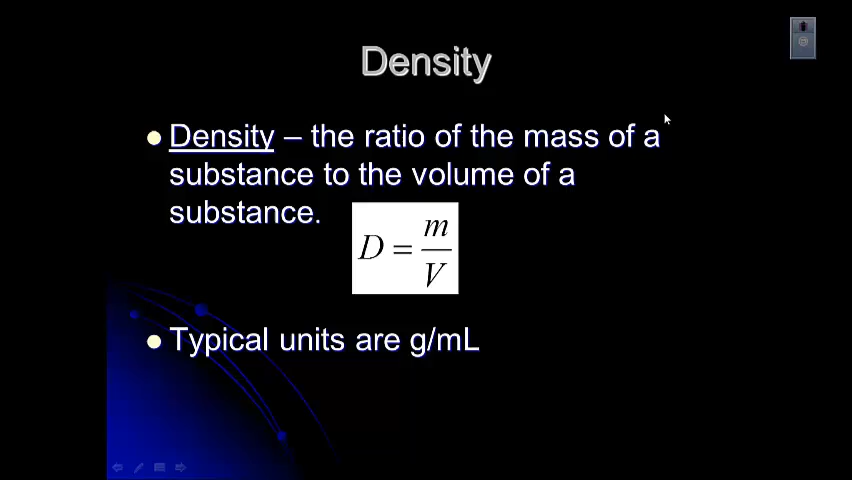 Density
Density – the ratio of the mass of a
substance to the volume of a
substance.
D = m/V
Typical units are g/mL